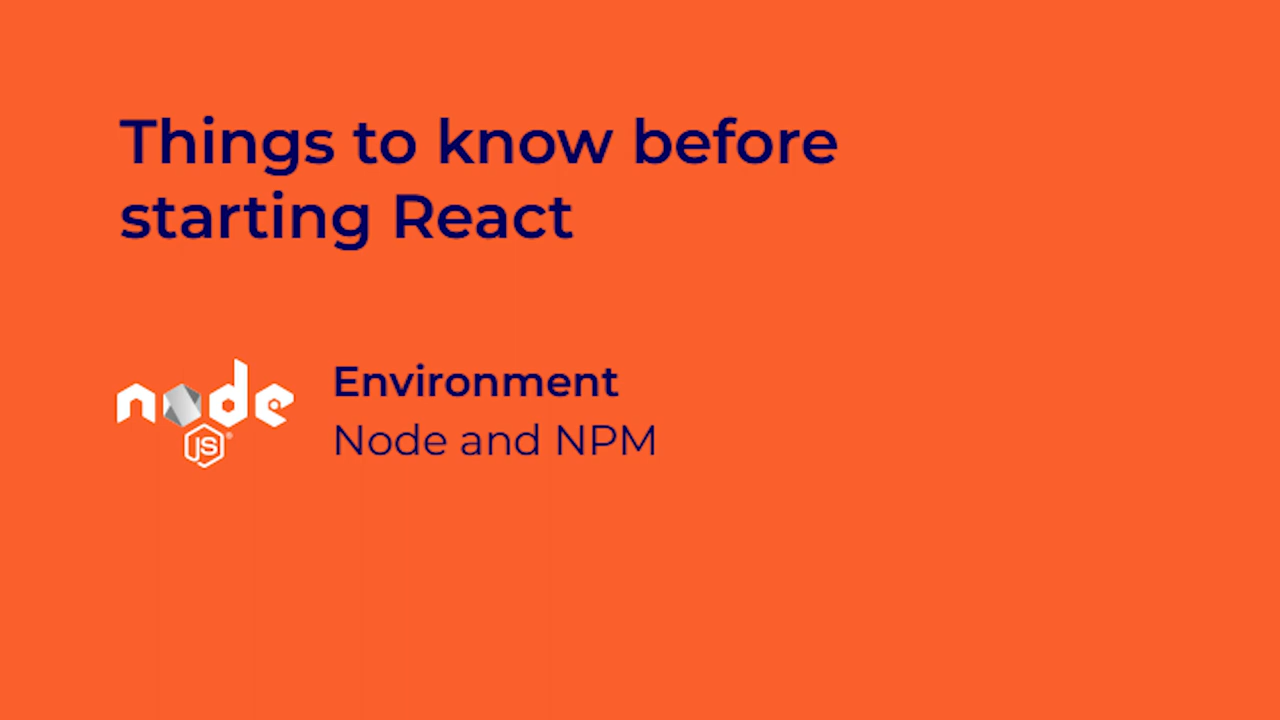 Things to know before
starting React
node
JS
Environment
Node and NPM